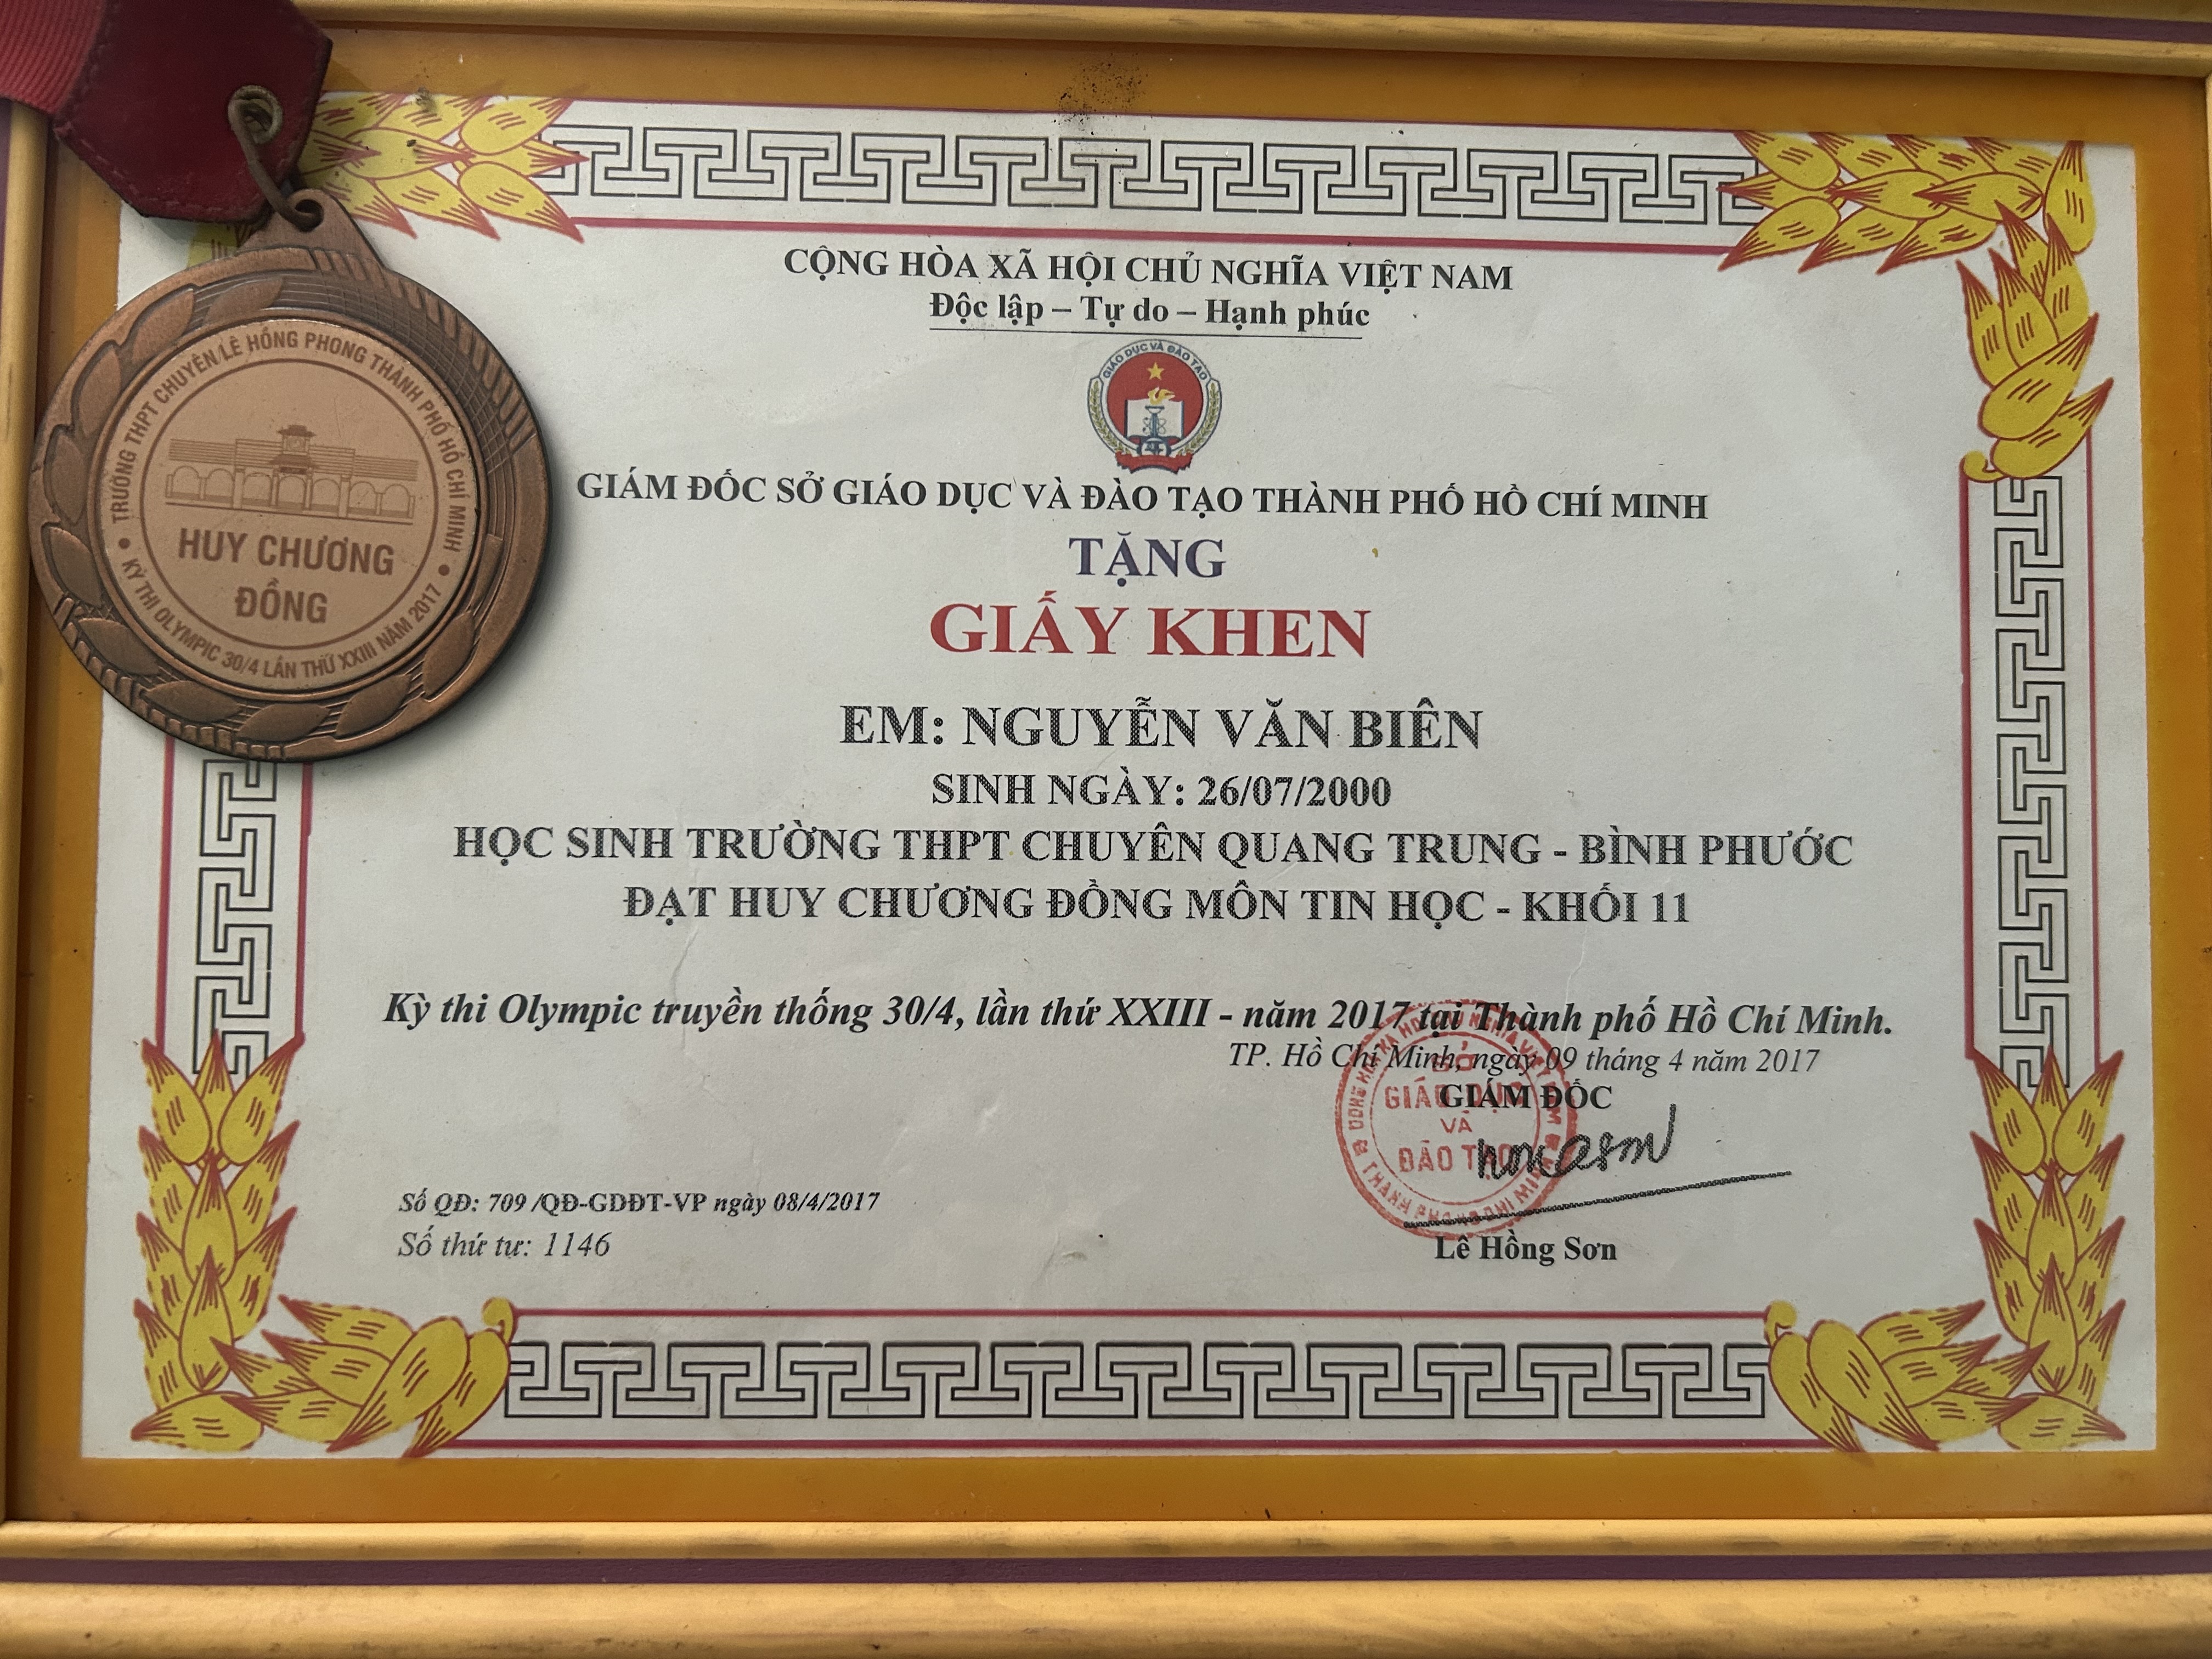 TRƯỜNG THPT CHUYÊN LÊ HỒNG PHONG THÀNH PHỐ HỒ CHÍ MINH
HUY CHƯƠNG
ĐỒNG
KỲ THI OLYMPIC 30/4 LẦN THỨ XXIII NĂM 2017
CỘNG HÒA XÃ HỘI CHỦ NGHĨA VIỆT NAM
Độc lập – Tự do – Hạnh phúc
GIÁO DỤC VÀ ĐÀO TẠO
GIÁM ĐỐC SỞ GIÁO DỤC VÀ ĐÀO TẠO THÀNH PHỐ HỒ CHÍ MINH
TẶNG
GIẤY KHEN
EM: NGUYỄN VĂN BIÊN
SINH NGÀY: 26/07/2000
HỌC SINH TRƯỜNG THPT CHUYÊN QUANG TRUNG - BÌNH PHƯỚC
ĐẠT HUY CHƯƠNG ĐỒNG MÔN TIN HỌC - KHỐI 11
Kỳ thi Olympic truyền thống 30/4, lần thứ XXIII - năm 2017 tại Thành phố Hồ Chí Minh.
TP. Hồ Chí Minh, ngày 09 tháng 4 năm 2017
GIÁM ĐỐC
SỞ
GIÁO DỤC
VÀ
ĐÀO TẠO
Số QĐ: 709 /QĐ-GDĐT-VP ngày 08/4/2017
Số thứ tự: 1146
Lê Hồng Sơn